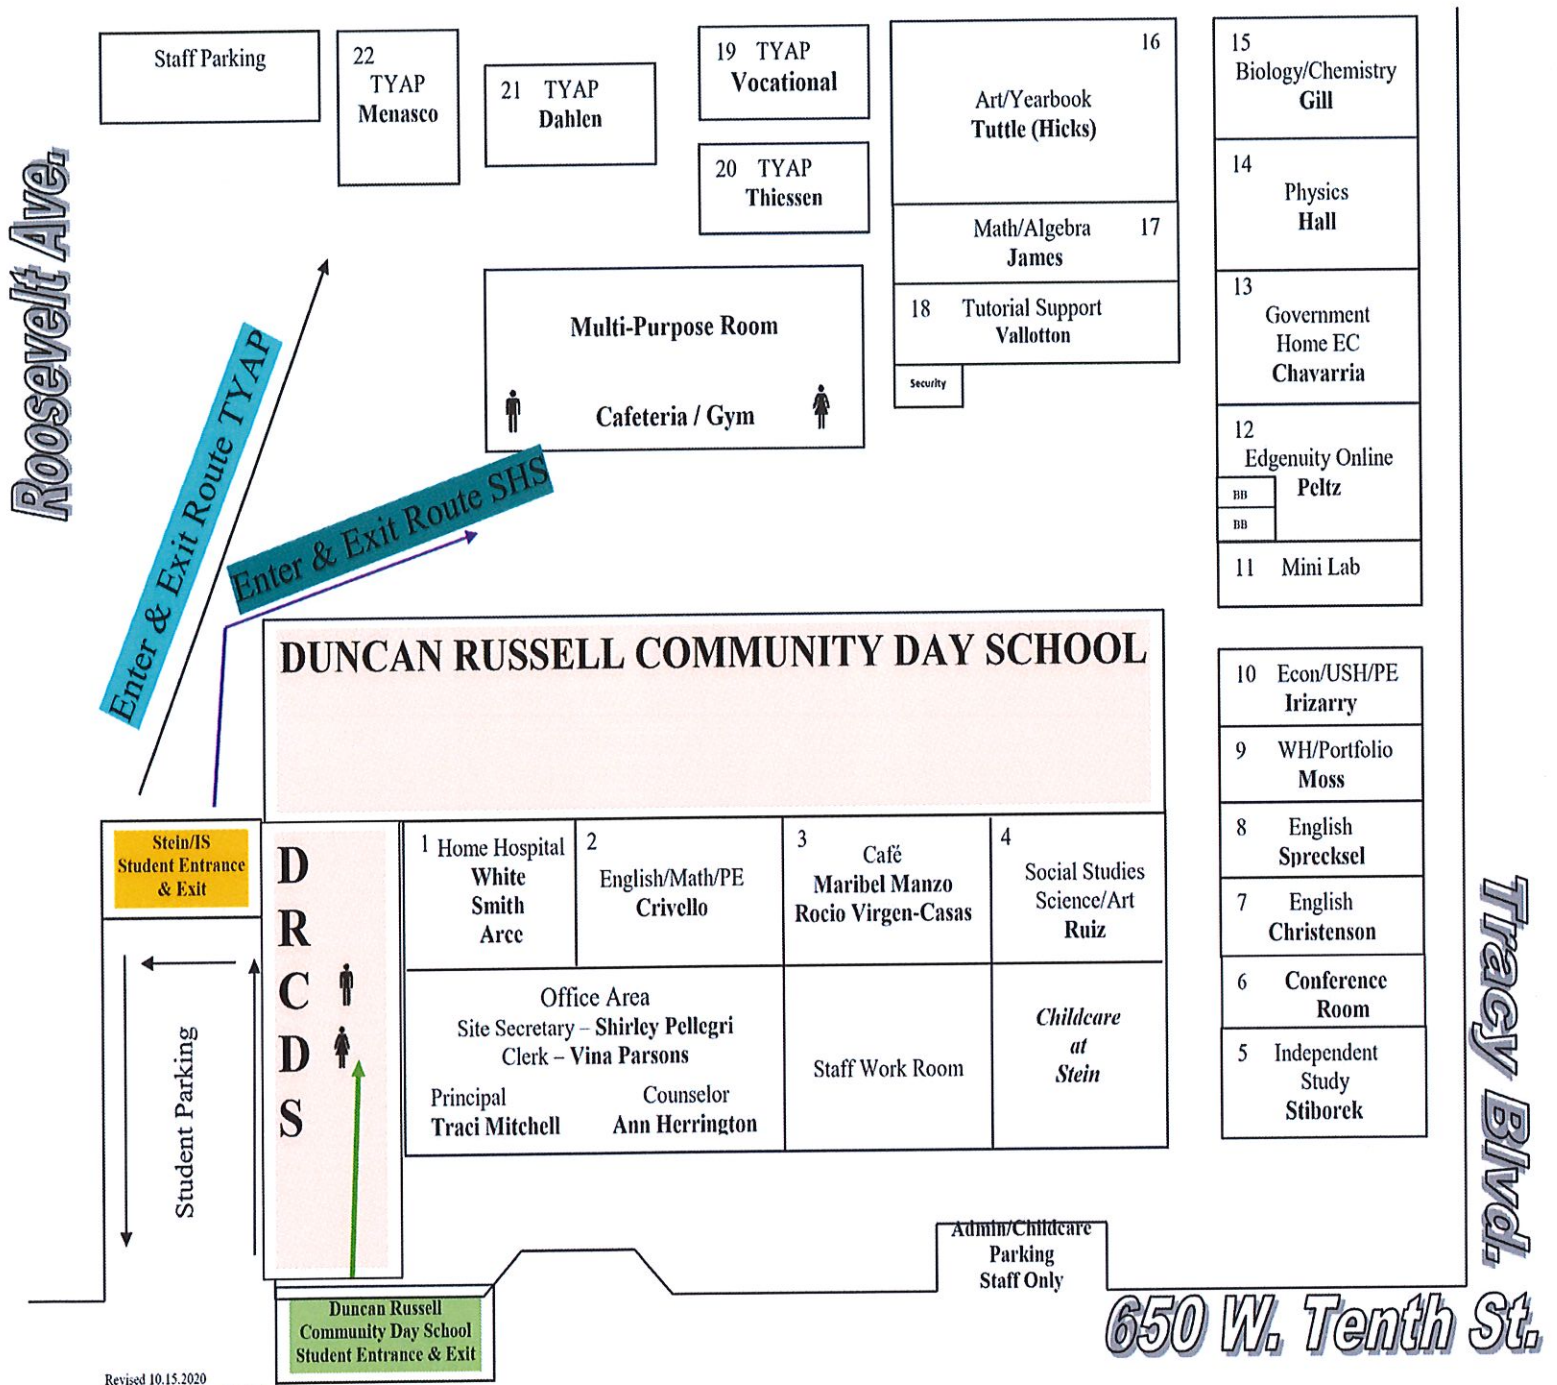 Roosevelt Ave.
Staff Parking
22
TYAP
Menasco
21 TYAP
Dahlen
19 TYAP
Vocational
20 TYAP
Thiessen
16
Art/Yearbook
Tuttle (Hicks)
Math/Algebra 17
James
18 Tutorial Support
Vallotton
Security
15
Biology/Chemistry
Gill
14
Physics
Hall
13
Government
Home EC
Chavarria
12
Edgenuity Online
Peltz
BB
BB
11 Mini Lab
Multi-Purpose Room
Cafeteria / Gym
Enter & Exit Route TYAP
Enter & Exit Route SHS
DUNCAN RUSSELL COMMUNITY DAY SCHOOL
10 Econ/USH/PE
Irizarry
9 WH/Portfolio
Moss
8 English
Sprecksel
7 English
Christenson
6 Conference
Room
5 Independent
Study
Stiborek
Stein/IS
Student Entrance
& Exit
Student Parking
D
R
C
D
S
1 Home Hospital
White
Smith
Arce
2
English/Math/PE
Crivello
3
Café
Maribel Manzo
Rocio Virgen-Casas
4
Social Studies
Science/Art
Ruiz
Office Area
Site Secretary – Shirley Pellegri
Clerk – Vina Parsons
Principal
Traci Mitchell
Counselor
Ann Herrington
Staff Work Room
Childcare
at
Stein
Tracy Blvd.
Admin/Childcare
Parking
Staff Only
650 W. Tenth St.
Duncan Russell
Community Day School
Student Entrance & Exit
Revised 10.15.2020